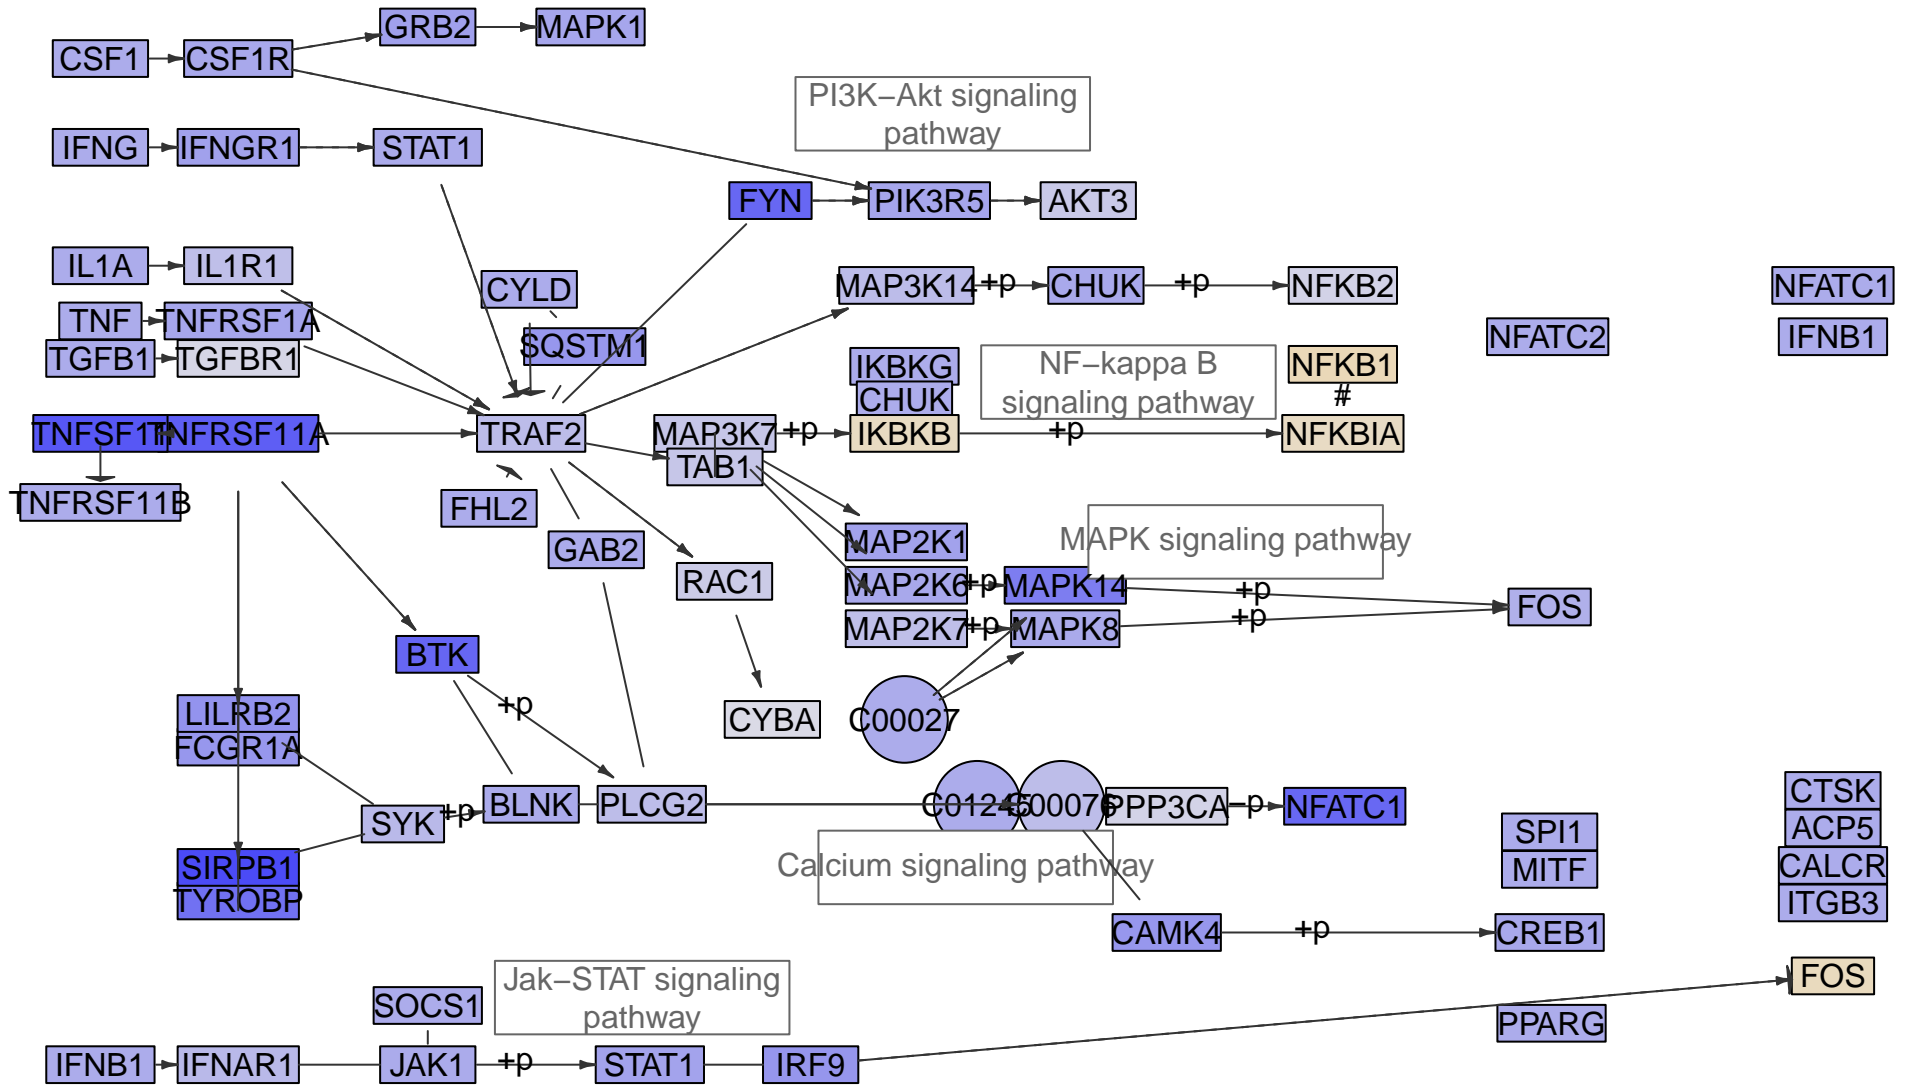 GRB2
MAPK1
CSF1
CSF1R
PI3K−Akt signaling
pathway
IFNG
IFNGR1
STAT1
FYN
PIK3R5
AKT3
IL1A
IL1R1
CYLD
MAP3K14
+p
CHUK
+p
NFKB2
NFATC1
TNF
TNFRSF1A
SQSTM1
NFATC2
IFNB1
TGFB1
TGFBR1
IKBKG
NF−kappa B
signaling pathway
NFKB1
CHUK
#
TNFRSF11A
TRAF2
MAP3K7
+p
IKBKB
+p
NFKBIA
TAB1
TNFRSF11B
FHL2
GAB2
MAP2K1
MAPK signaling pathway
RAC1
MAP2K6
+p
MAPK14
+p
FOS
MAP2K7
+p
MAPK8
+p
BTK
LILRB2
+p
CYBA
C00027
FCGR1A
SYK
+p
BLNK
PLCG2
C00076
PPP3CA
−p
NFATC1
CTSK
SPI1
ACP5
SIRPB1
Calcium signaling pathway
MITF
CALCR
TYROBP
ITGB3
CAMK4
+p
CREB1
Jak−STAT signaling
pathway
FOS
SOCS1
PPARG
IFNB1
IFNAR1
JAK1
+p
STAT1
IRF9